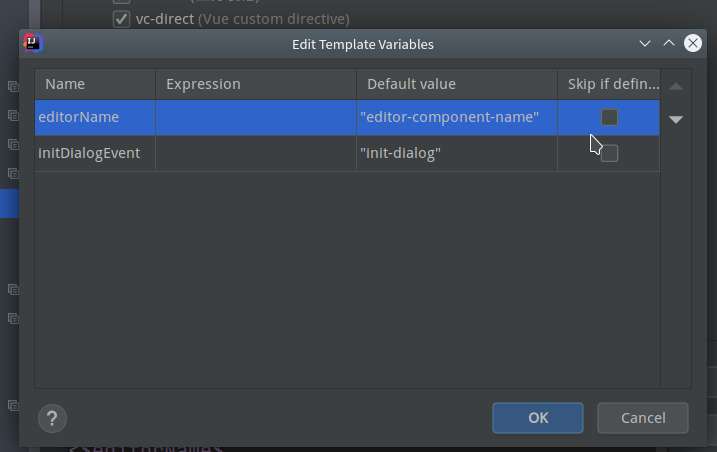 vc-direct (Vue custom directive)
Edit Template Variables
Name Expression Default value Skip if defin...
editorName "editor-component-name"
initDialogEvent "init-dialog"
? OK Cancel